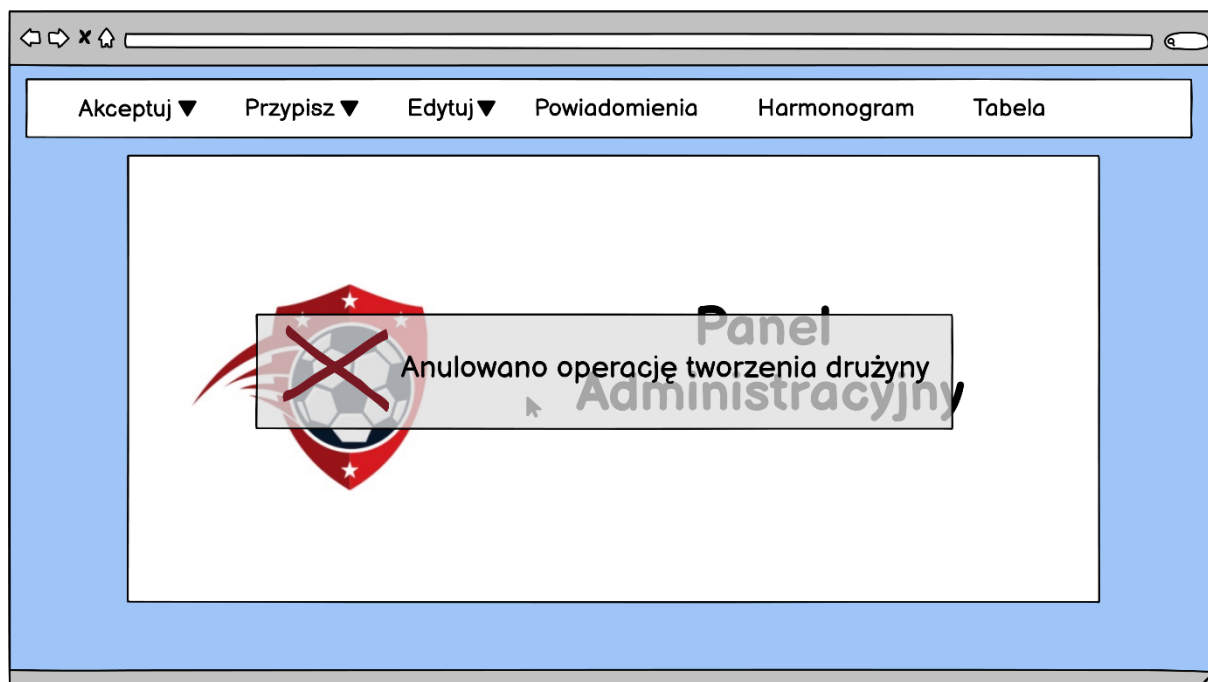 Akceptuj ▼ Przypisz ▼ Edytuj ▼ Powiadomienia Harmonogram Tabela
Panel
Anulowano operację tworzenia drużyny
Administracyjny